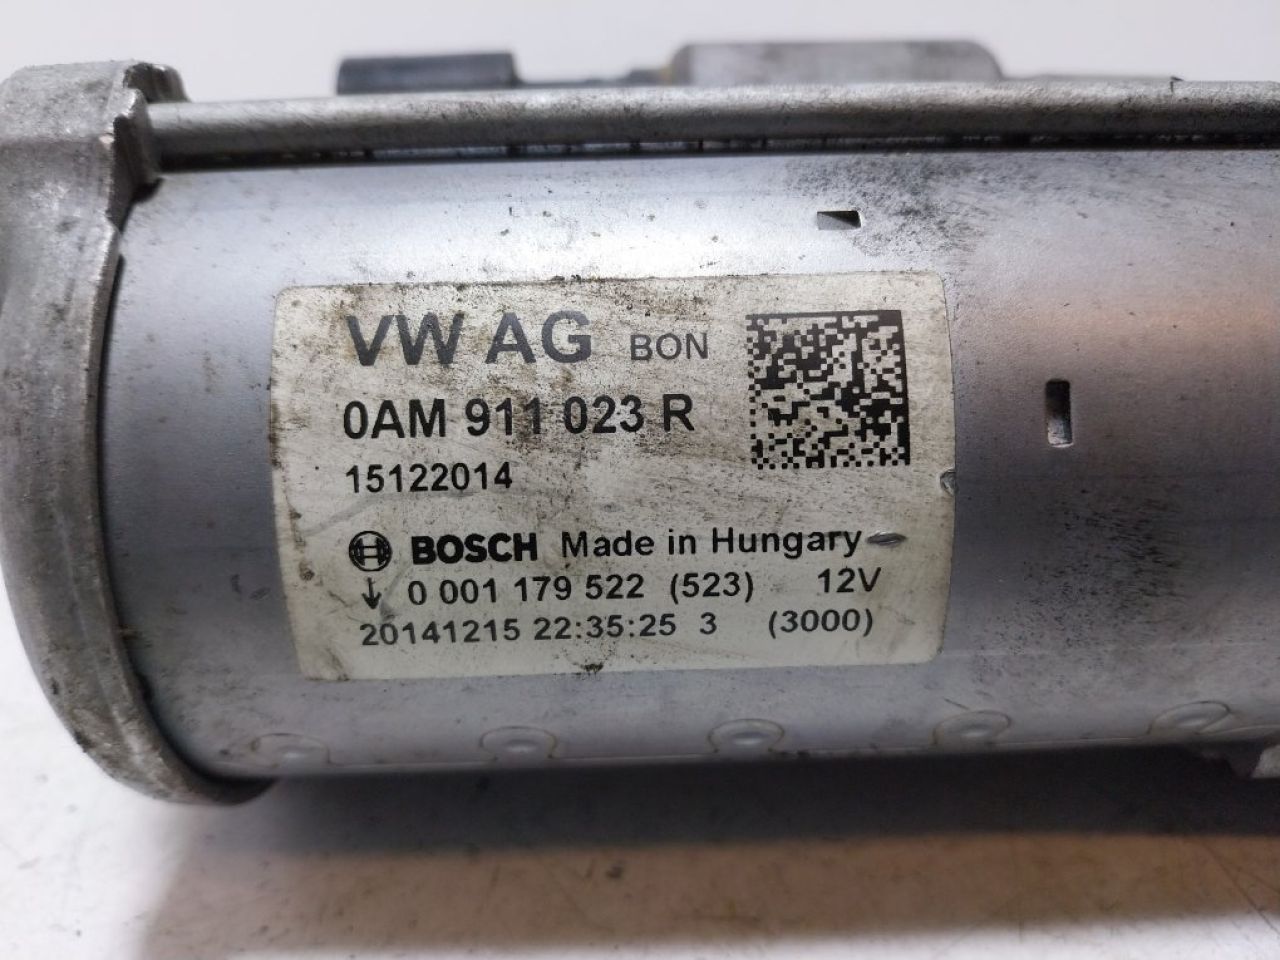 VW AG BON
0AM 911 023 R
15122014
BOSCH Made in Hungary
↓ 0 001 179 522 (523) 12V
20141215 22:35:25 3 (3000)